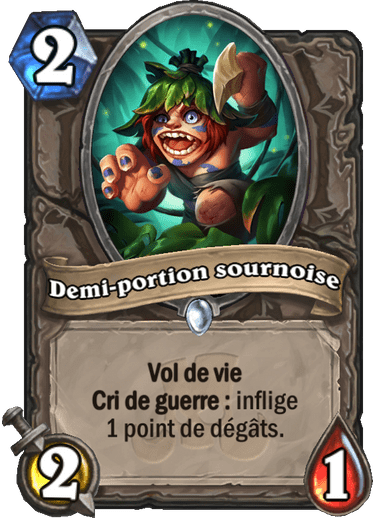 2
Demi-portion sournoise
Vol de vie
Cri de guerre : inflige
1 point de dégâts.
2
1